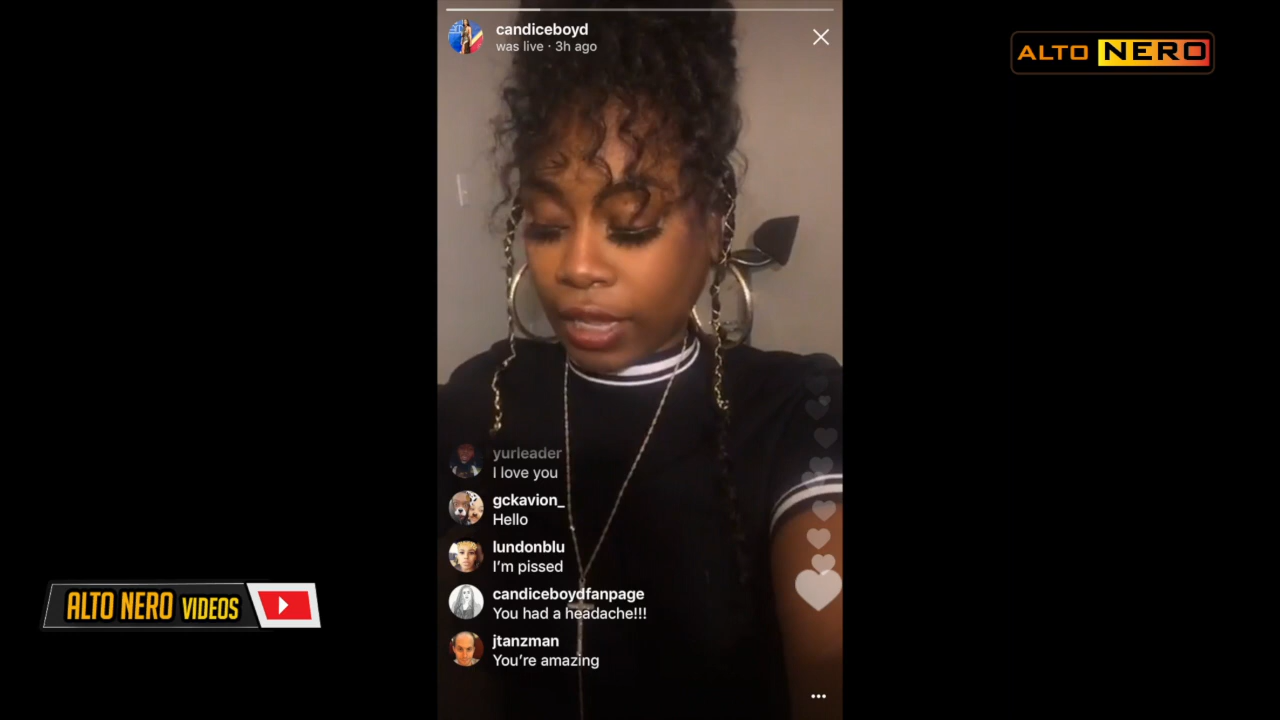 candiceboyd
was live · 3h ago
ALTO NERO
yurleader
I love you
gckavion_
Hello
lundonblu
I’m pissed
candiceboydfanpage
You had a headache!!!
jtanzman
You’re amazing
ALTO NERO VIDEOS